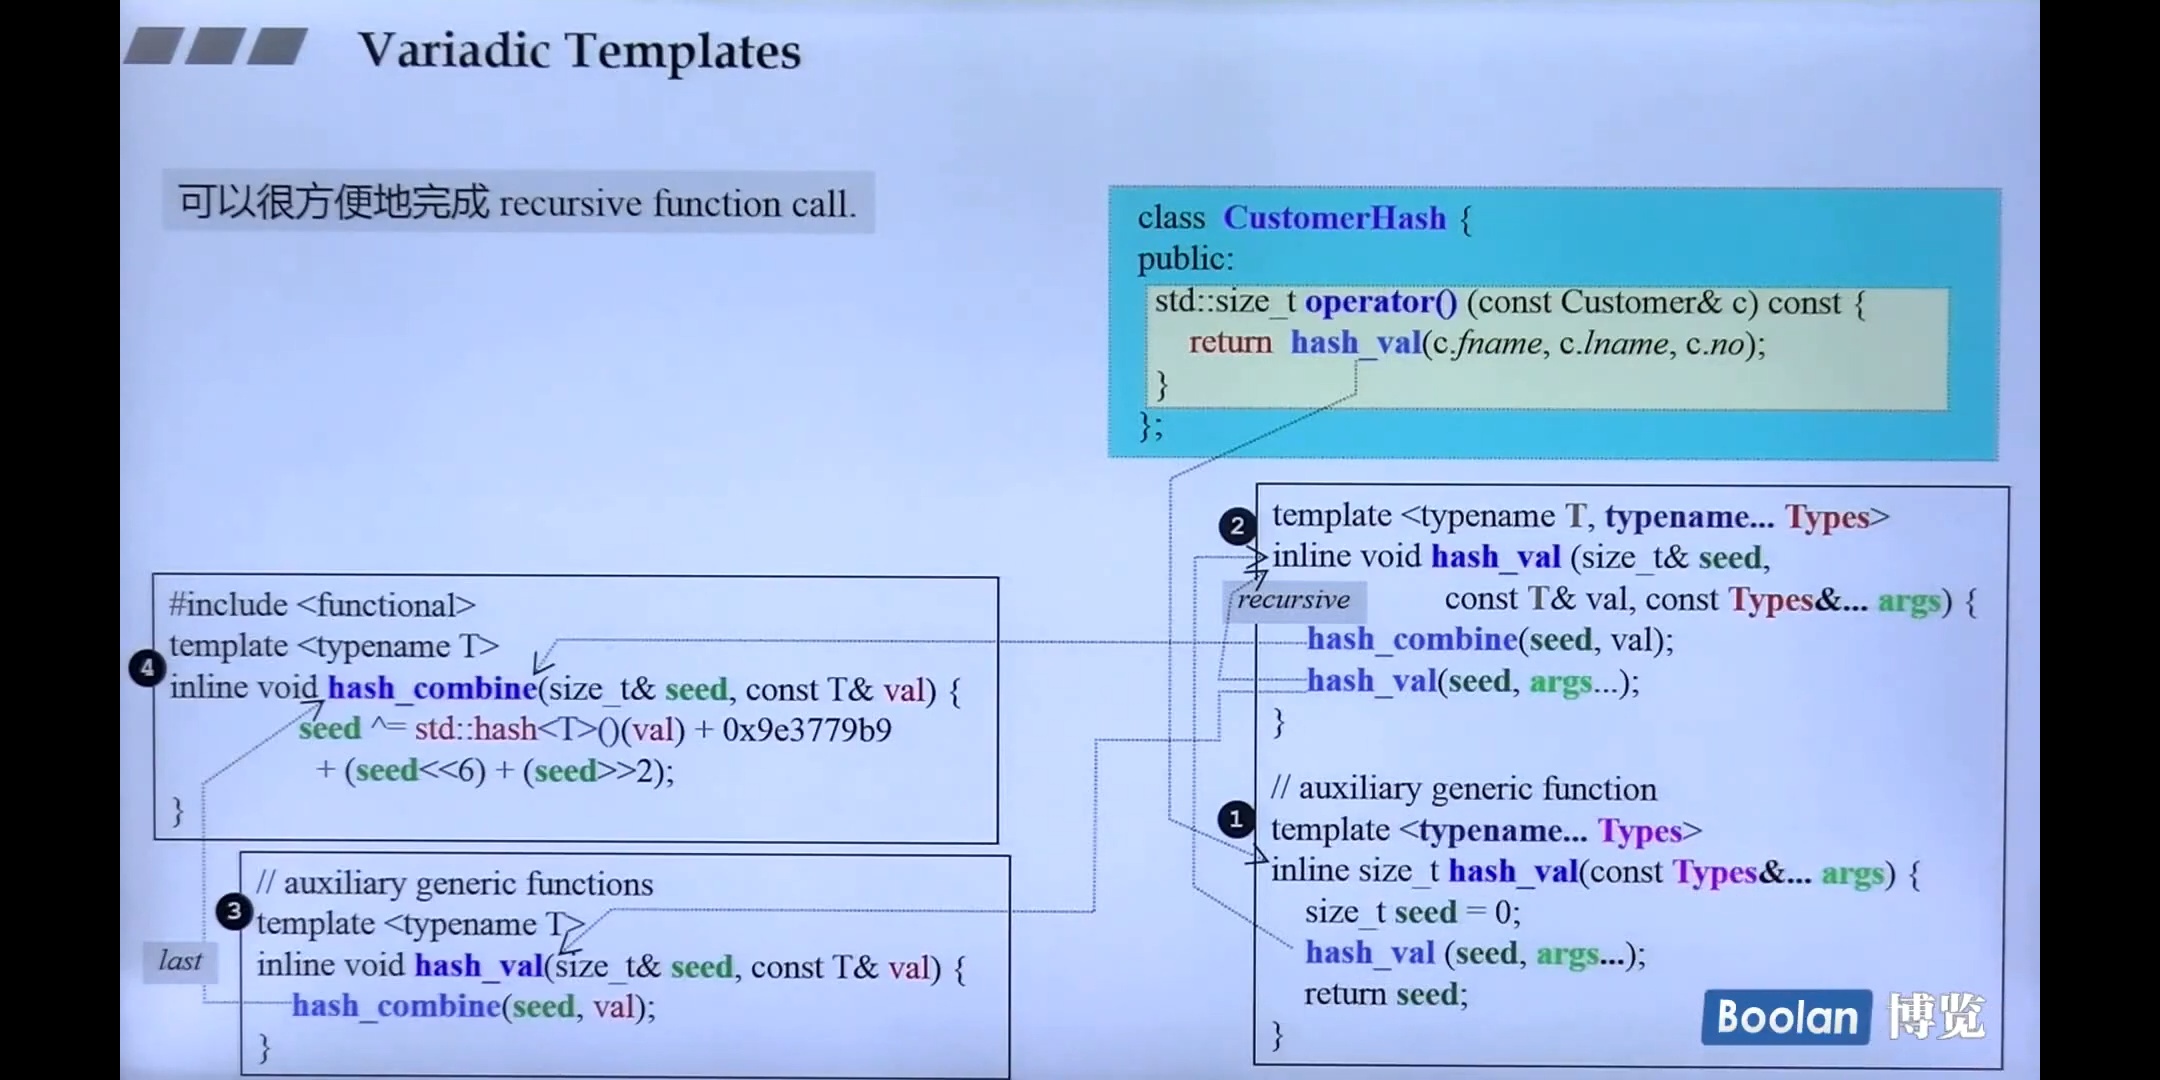 Variadic Templates
可以很方便地完成 recursive function call.
class CustomerHash {
public:
std::size_t operator() (const Customer& c) const {
return hash_val(c.fname, c.lname, c.no);
}
};
2
template <typename T, typename... Types>
inline void hash_val (size_t& seed,
const T& val, const Types&... args) {
recursive
hash_combine(seed, val);
hash_val(seed, args...);
}
// auxiliary generic function
1
template <typename... Types>
inline size_t hash_val(const Types&... args) {
size_t seed = 0;
hash_val (seed, args...);
return seed;
}
#include <functional>
template <typename T>
4
inline void hash_combine(size_t& seed, const T& val) {
seed ^= std::hash<T>()(val) + 0x9e3779b9
+ (seed<<6) + (seed>>2);
}
// auxiliary generic functions
3
template <typename T>
last
inline void hash_val(size_t& seed, const T& val) {
hash_combine(seed, val);
}
Boolan 博览